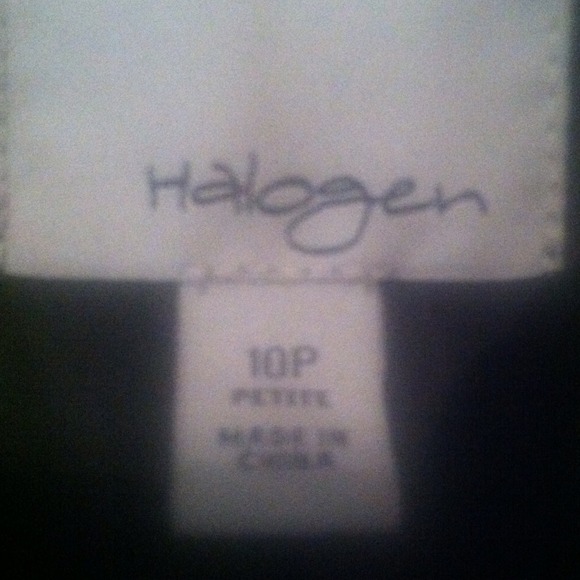 Halogen
10P
PETITE
MADE IN
CHINA